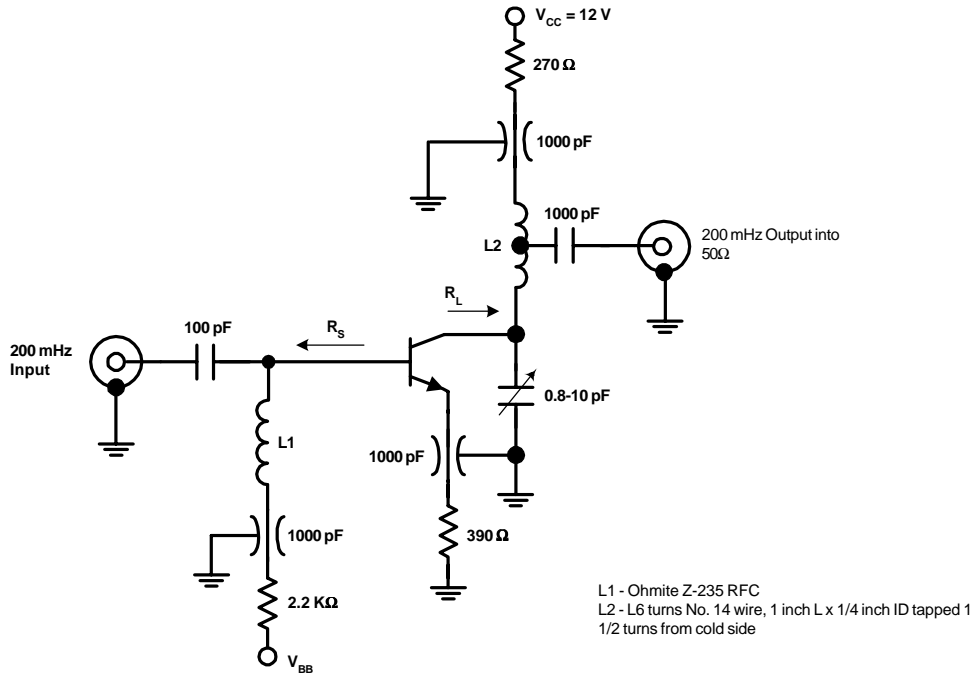 V_CC = 12 V
270 Ω
1000 pF
1000 pF
L2
200 mHz Output into
50Ω
R_L
R_S
100 pF
200 mHz
Input
0.8-10 pF
L1
1000 pF
1000 pF
390 Ω
2.2 KΩ
V_BB
L1 - Ohmite Z-235 RFC
L2 - L6 turns No. 14 wire, 1 inch L x 1/4 inch ID tapped 1
1/2 turns from cold side